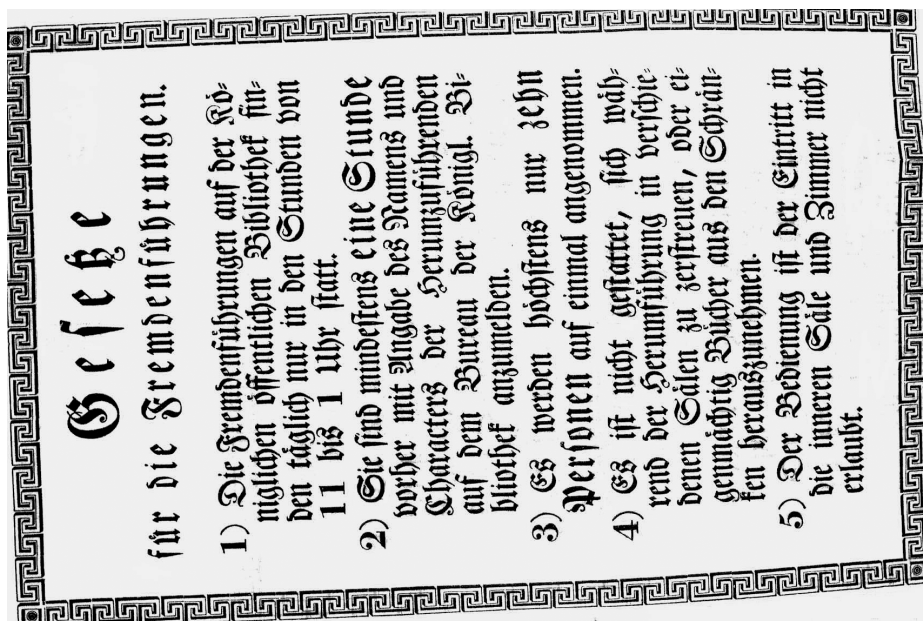 Geſetze
für die Fremdenführungen.
1) Die Fremdenführungen auf der Kö⸗
niglichen öffentlichen Bibliothek fin⸗
den täglich nur in den Stunden von
11 bis 1 Uhr ſtatt.
2) Sie ſind mindeſtens eine Stunde
vorher mit Angabe des Namens und
Characters der Herumzuführenden
auf dem Bureau der Königl. Bi⸗
bliothek anzumelden.
3) Es werden höchſtens nur zehn
Perſonen auf einmal angenommen.
4) Es iſt nicht geſtattet, ſich wäh⸗
rend der Herumführung in verſchie⸗
denen Sälen zu zerſtreuen, oder ei⸗
genmächtig Bücher aus den Schrän⸗
ken herauszunehmen.
5) Der Bedienung iſt der Eintritt in
die inneren Säle und Zimmer nicht
erlaubt.